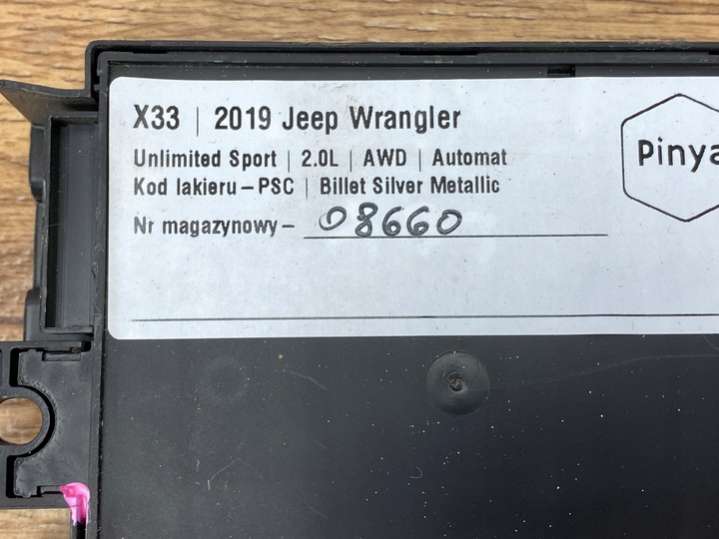 X33 | 2019 Jeep Wrangler
Unlimited Sport | 2.0L | AWD | Automat
Kod lakieru – PSC | Billet Silver Metallic
Nr magazynowy – 08660
Pinya